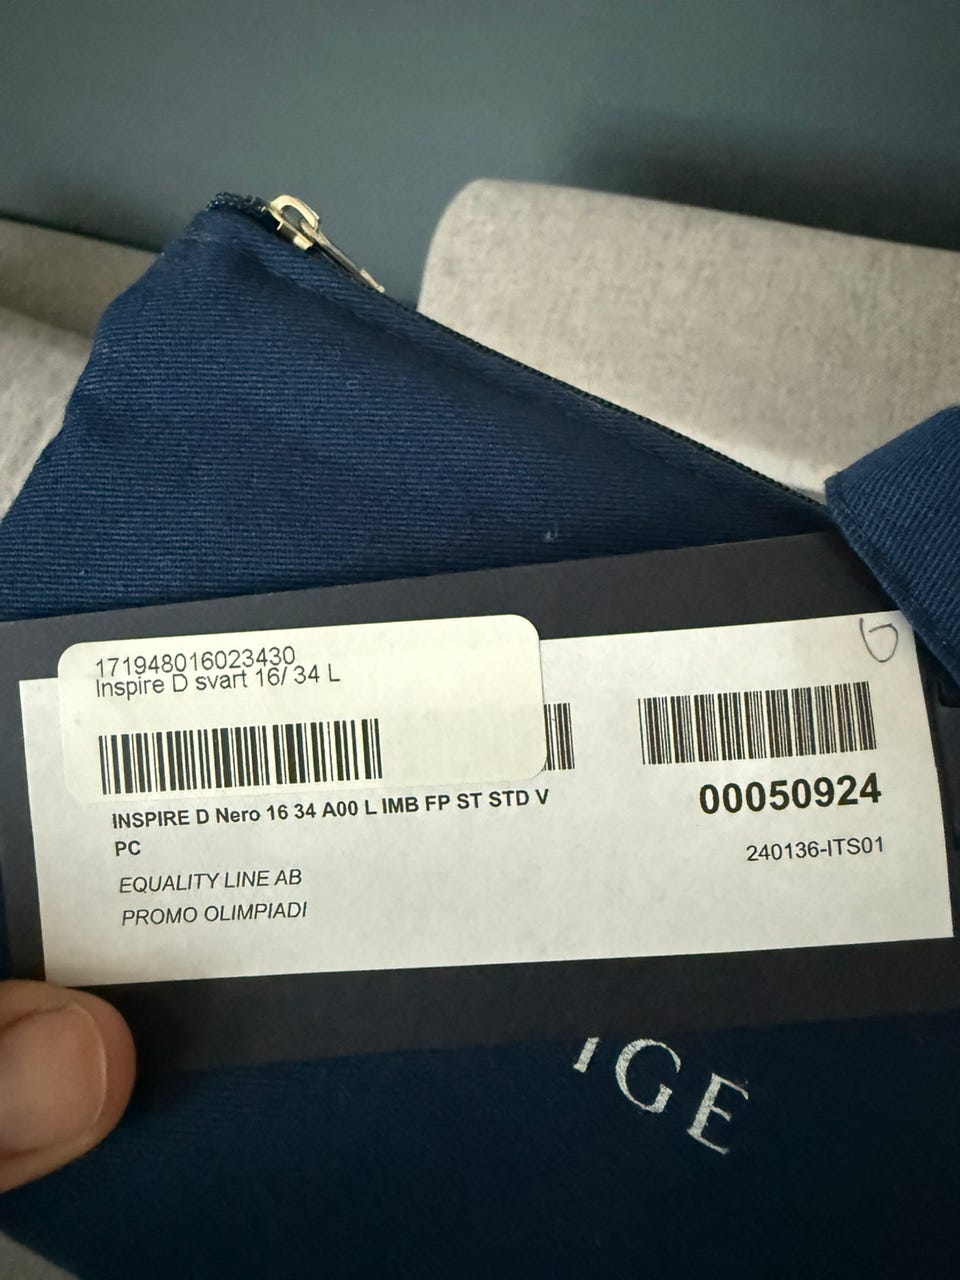 171948016023430
Inspire D svart 16/ 34 L
INSPIRE D Nero 16 34 A00 L IMB FP ST STD V
PC
EQUALITY LINE AB
PROMO OLIMPIADI
00050924
240136-ITS01
IGE